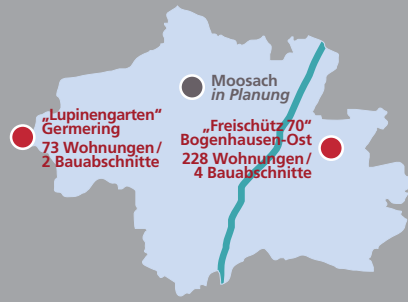 Moosach
in Planung
„Lupinengarten“
Germering
73 Wohnungen/
2 Bauabschnitte
„Freischütz 70“
Bogenhausen-Ost
228 Wohnungen/
4 Bauabschnitte